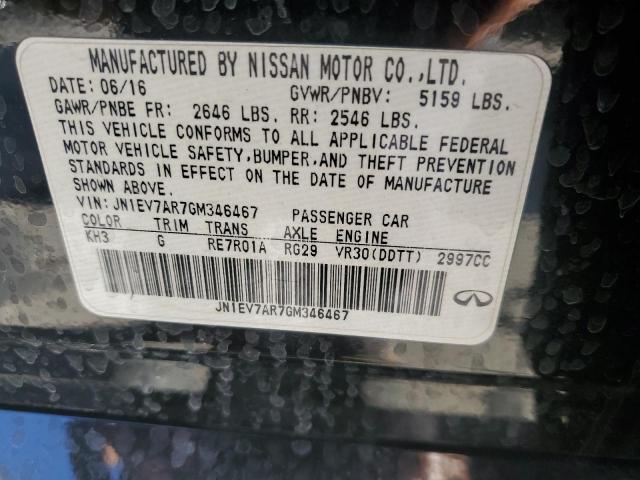 MANUFACTURED BY NISSAN MOTOR CO.,LTD.
DATE: 06/16 GVWR/PNBV: 5159 LBS.
GAWR/PNBE FR: 2646 LBS. RR: 2546 LBS.
THIS VEHICLE CONFORMS TO ALL APPLICABLE FEDERAL
MOTOR VEHICLE SAFETY,BUMPER,AND THEFT PREVENTION
STANDARDS IN EFFECT ON THE DATE OF MANUFACTURE
SHOWN ABOVE.
VIN: JN1EV7AR7GM346467 PASSENGER CAR
COLOR TRIM TRANS AXLE ENGINE
KH3 G RE7R01A RG29 VR30(DDTT) 2997CC
JN1EV7AR7GM346467